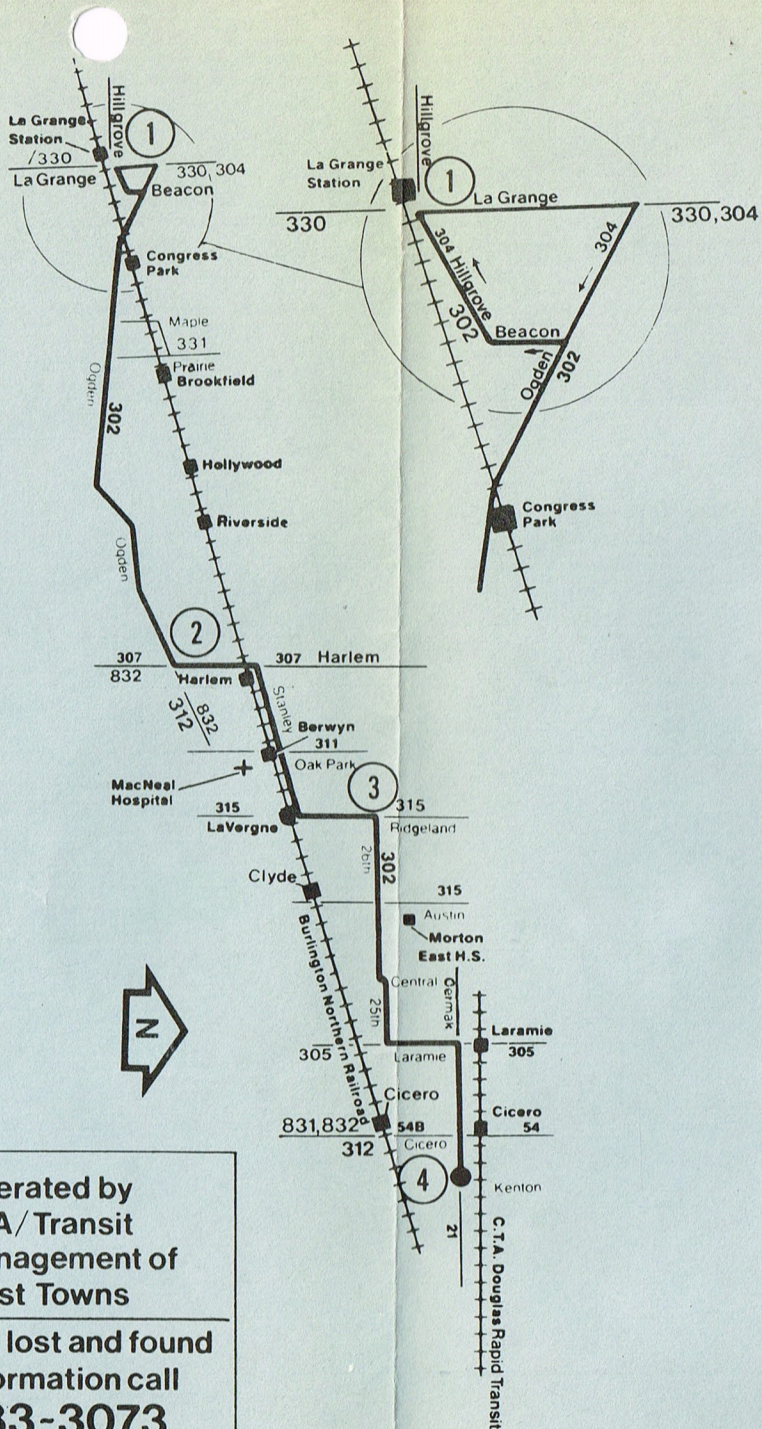 La Grange
Station
/330
La Grange
Hillgrove
1
330, 304
Beacon
Congress
Park
Maple
331
Prairie
Brookfield
Ogden
302
Hollywood
Riverside
Ogden
2
307
832
307 Harlem
Harlem
Stanley
832
312
Berwyn
311
Oak Park
MacNeal
Hospital
3
315
LaVergne
315
Ridgeland
26th
302
Clyde
315
Austin
Morton
East H.S.
Burlington Northern Railroad
Central
Cermak
25th
305
Laramie
Laramie
305
Cicero
831,832
312
54B
Cicero
Cicero
54
4
Kenton
21
C.T.A. Douglas Rapid Transit
N
La Grange
Station
330
Hillgrove
1
La Grange
330,304
304
304 Hillgrove
302
Beacon
Ogden
302
Congress
Park
erated by
A/Transit
nagement of
st Towns
lost and found
ormation call
3-3073